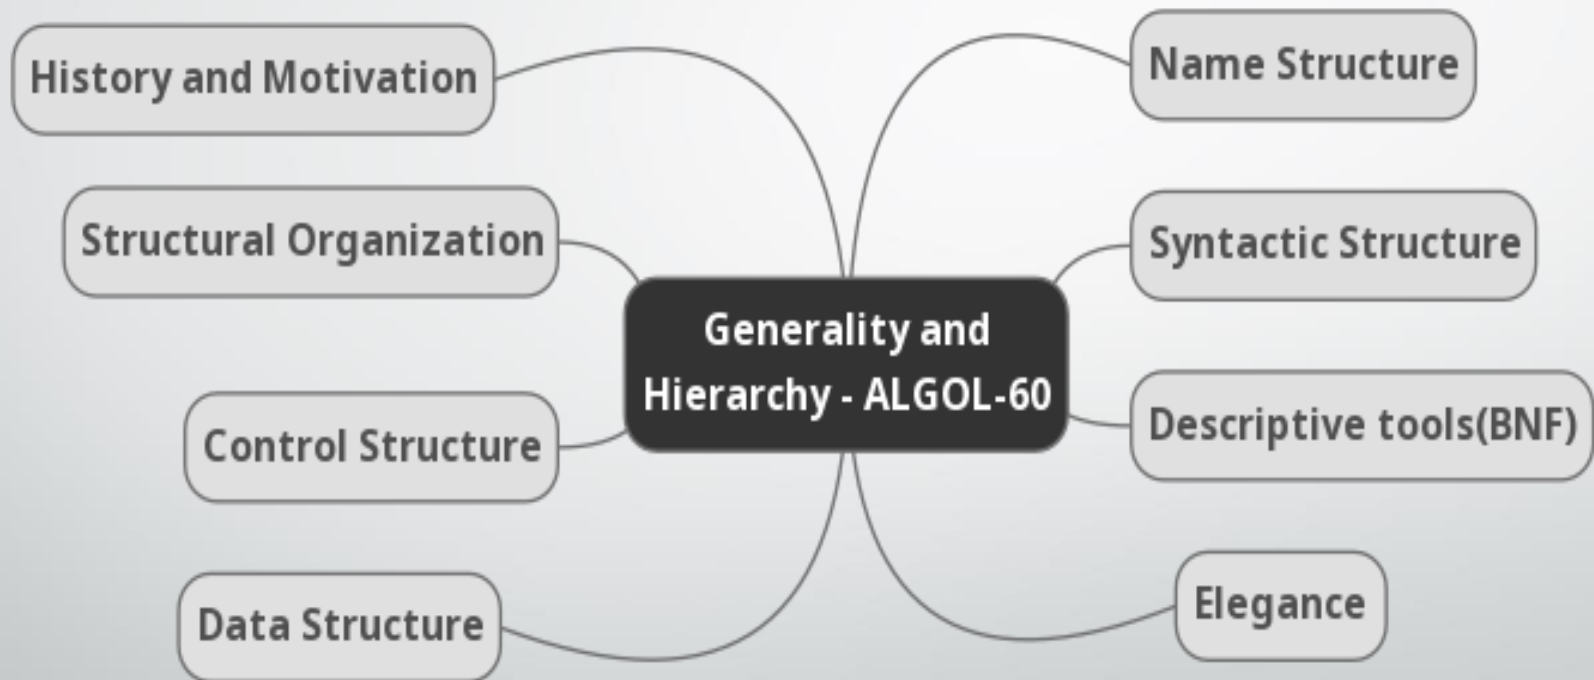 History and Motivation
Structural Organization
Control Structure
Data Structure
Generality and
Hierarchy - ALGOL-60
Name Structure
Syntactic Structure
Descriptive tools(BNF)
Elegance